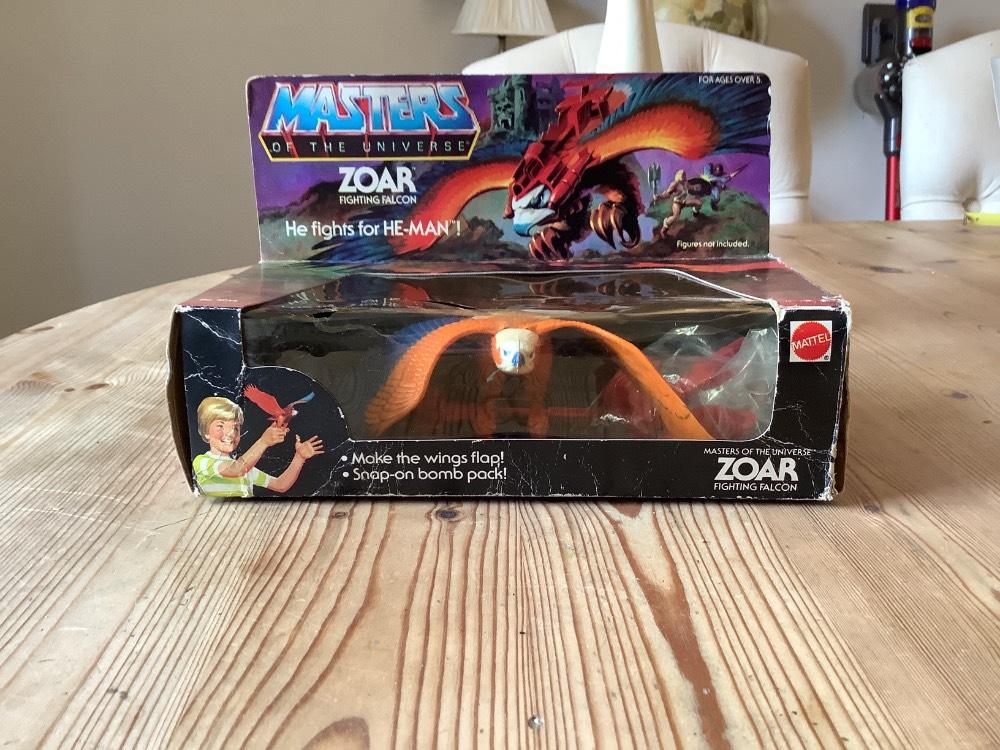 FOR AGES OVER 5.
MASTERS
OF THE UNIVERSE
ZOAR™
FIGHTING FALCON
He fights for HE-MAN™!
Figures not included.
MATTEL
®
• Make the wings flap!
• Snap-on bomb pack!
MASTERS OF THE UNIVERSE
ZOAR
FIGHTING FALCON